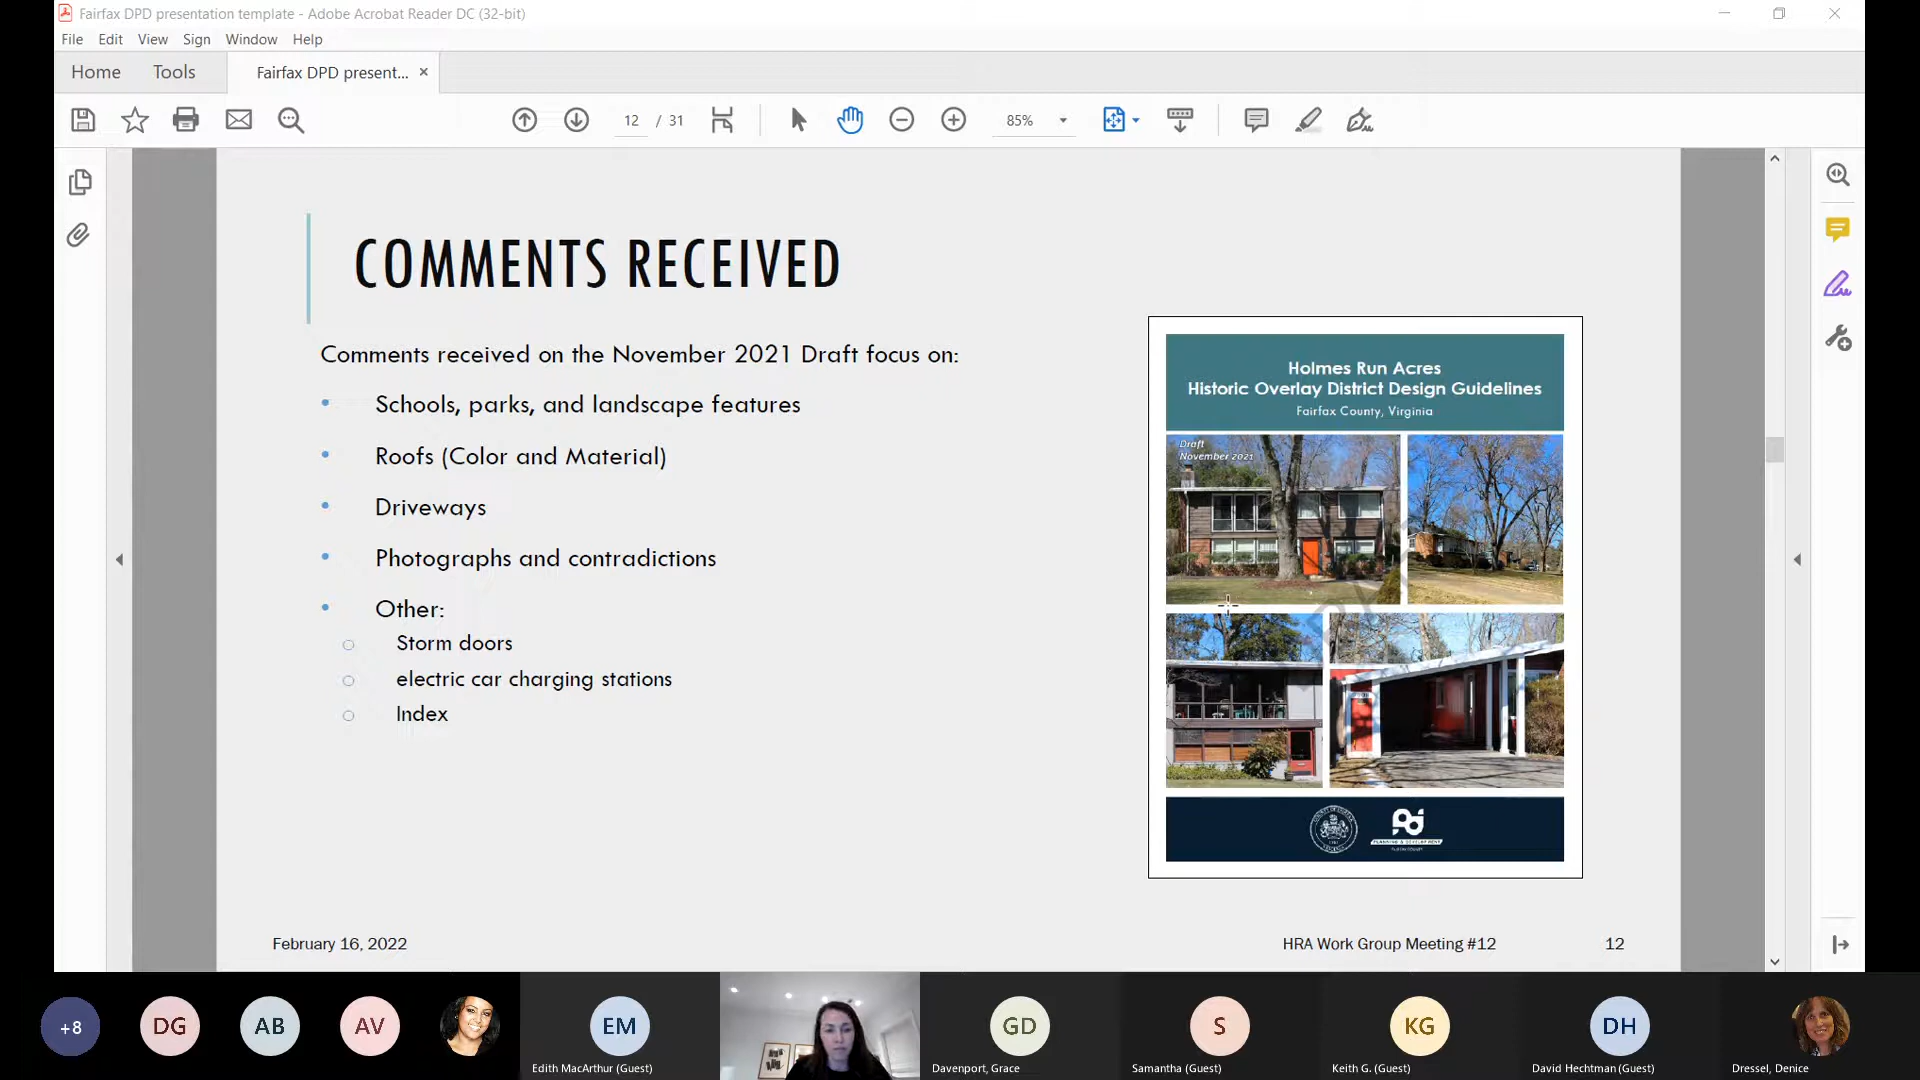 Fairfax DPD presentation template - Adobe Acrobat Reader DC (32-bit)
File Edit View Sign Window Help
Home Tools Fairfax DPD present... ×
12 / 31 85%
COMMENTS RECEIVED
Comments received on the November 2021 Draft focus on:
• Schools, parks, and landscape features
• Roofs (Color and Material)
• Driveways
• Photographs and contradictions
• Other:
○ Storm doors
○ electric car charging stations
○ Index
Holmes Run Acres
Historic Overlay District Design Guidelines
Fairfax County, Virginia
Draft
November 2021
PLANNING & DEVELOPMENT
February 16, 2022 HRA Work Group Meeting #12 12
+8 DG AB AV EM GD S KG DH
Edith MacArthur (Guest) Davenport, Grace Samantha (Guest) Keith G. (Guest) David Hechtman (Guest) Dressel, Denice